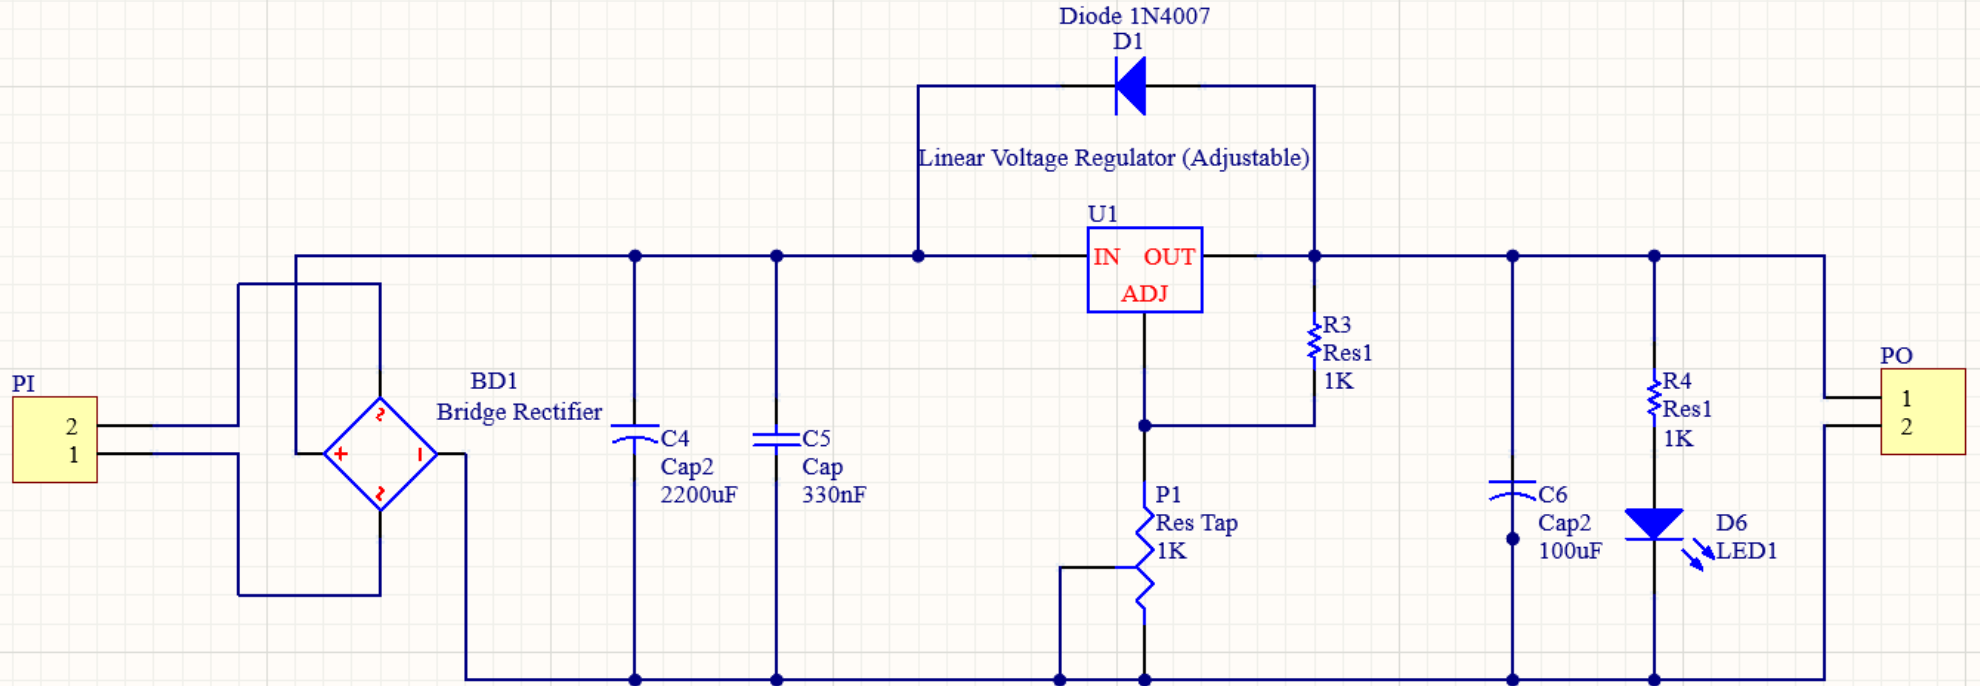 Diode 1N4007
D1
Linear Voltage Regulator (Adjustable)
U1
IN OUT
ADJ
R3
Res1
1K
PI
2
1
BD1
Bridge Rectifier
~
+
-
~
C4
Cap2
2200uF
C5
Cap
330nF
P1
Res Tap
1K
C6
Cap2
100uF
R4
Res1
1K
D6
LED1
PO
1
2